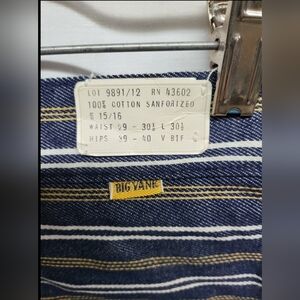 LOT 9891/12 RN 43602
100% COTTON SANFORIZED
15/16
WAIST 29 - 30½ L 30½
HIPS 39 - 40 V BIF
BIG YANK